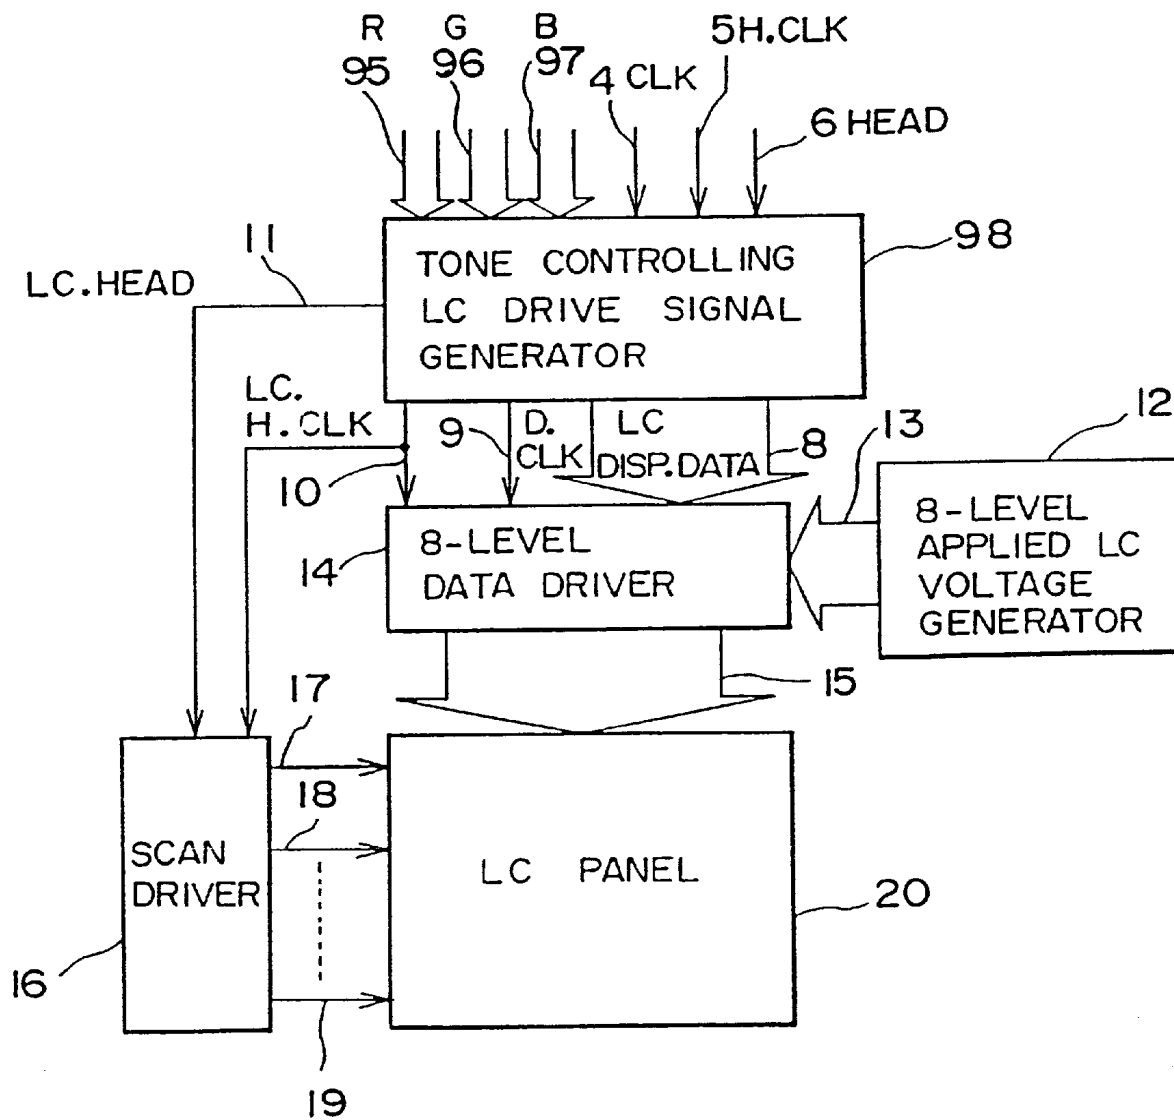 R G B 5H.CLK
95 96 97 4 CLK
6 HEAD
11
98
LC.HEAD
TONE CONTROLLING
LC DRIVE SIGNAL
GENERATOR
LC.
H.CLK
10
9
D.
CLK
LC
DISP.DATA
8
13
12
14
8-LEVEL
DATA DRIVER
8-LEVEL
APPLIED LC
VOLTAGE
GENERATOR
15
17
18
SCAN
DRIVER
LC PANEL
20
16
19